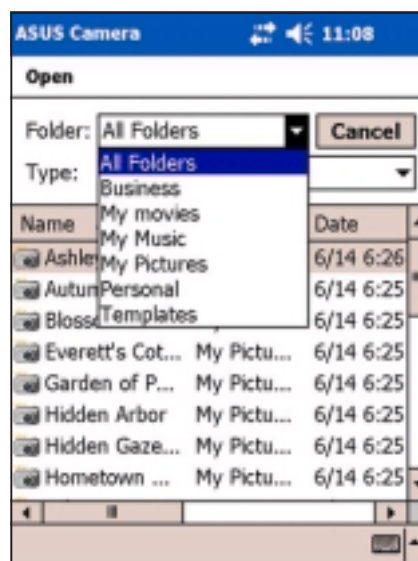 ASUS Camera 11:08
Open
Folder: All Folders Cancel
Type:
All Folders
Business
My movies
My Music
My Pictures
Personal
Templates
Name Date
Ashle 6/14 6:26
Autum 6/14 6:25
Blosso 6/14 6:25
Everett's Cot... My Pictu... 6/14 6:25
Garden of P... My Pictu... 6/14 6:25
Hidden Arbor My Pictu... 6/14 6:25
Hidden Gaze... My Pictu... 6/14 6:25
Hometown ... My Pictu... 6/14 6:25